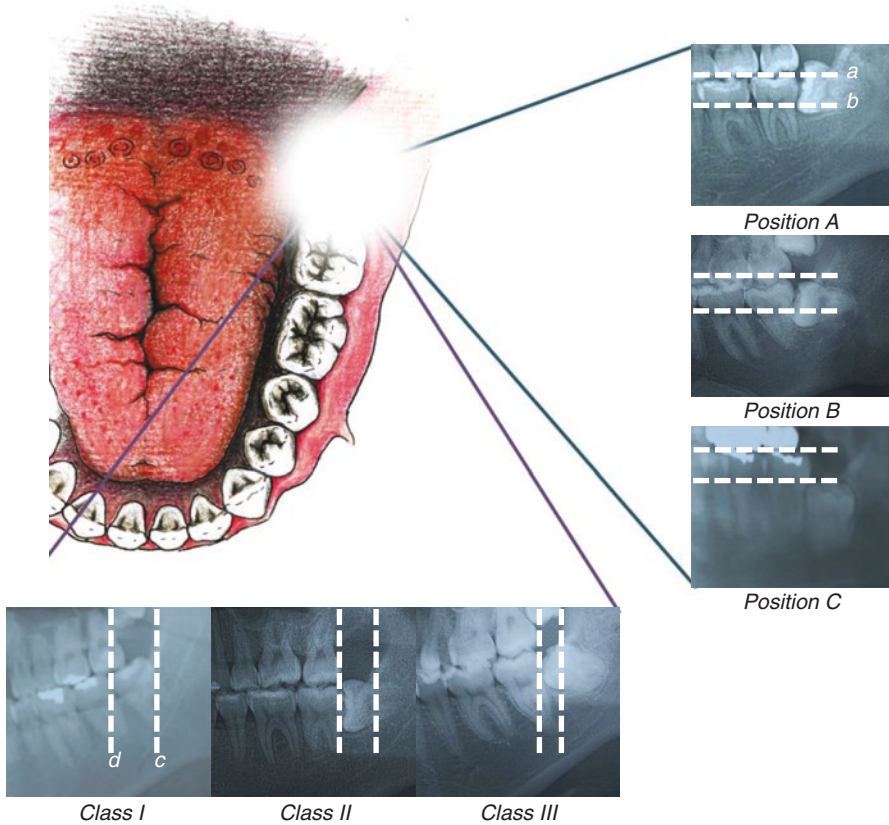 a
b
Position A
Position B
Position C
d
c
Class I
Class II
Class III